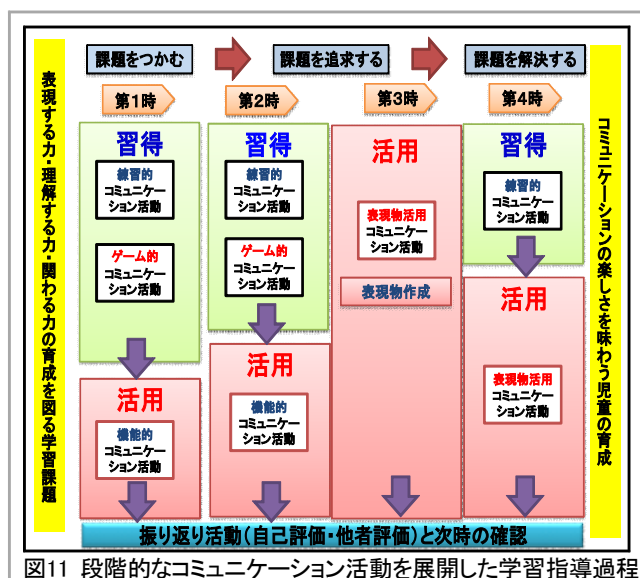 課題をつかむ
課題を追求する
課題を解決する
表現する力・理解する力・関わる力の育成を図る学習課題
第1時
習得
練習的
コミュニケー
ション活動
ゲーム的
コミュニケー
ション活動
活用
機能的
コミュニケー
ション活動
第2時
習得
練習的
コミュニケー
ション活動
ゲーム的
コミュニケー
ション活動
活用
機能的
コミュニケー
ション活動
第3時
活用
表現物活用
コミュニケー
ション活動
表現物作成
第4時
習得
練習的
コミュニケー
ション活動
活用
表現物活用
コミュニケー
ション活動
コミュニケーションの楽しさを味わう児童の育成
振り返り活動(自己評価・他者評価)と次時の確認
図11 段階的なコミュニケーション活動を展開した学習指導過程